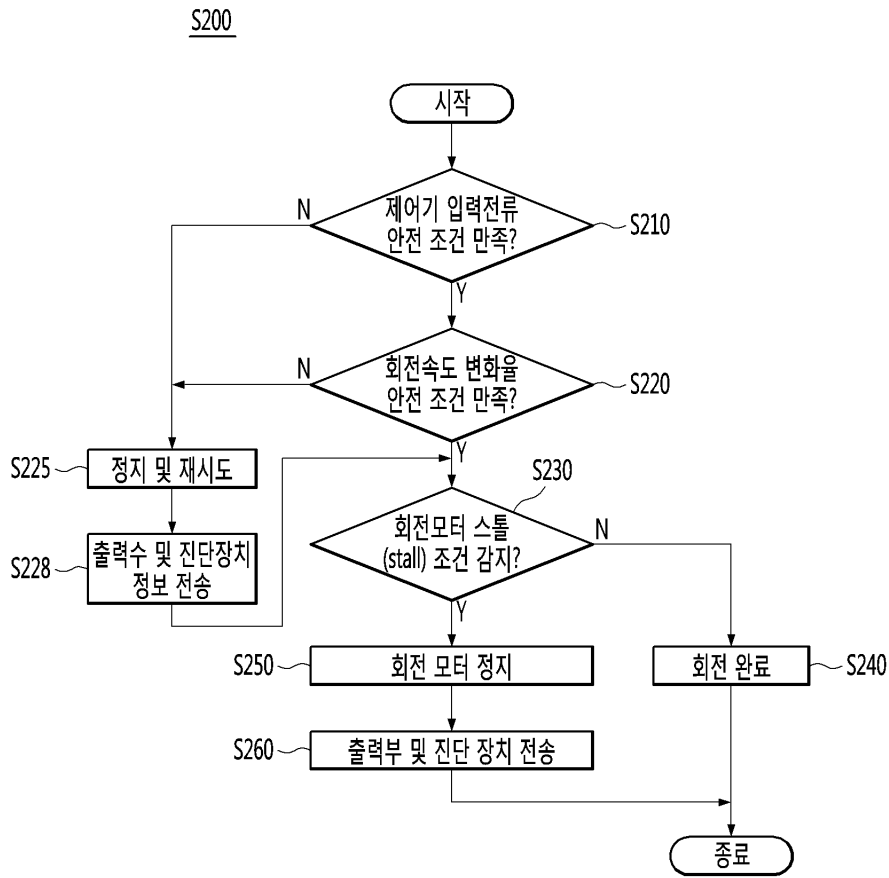 S200
시작
N
제어기 입력전류
안전 조건 만족?
S210
Y
N
회전속도 변화율
안전 조건 만족?
S220
Y
S225
정지 및 재시도
S230
회전모터 스톨
(stall) 조건 감지?
N
S228
출력수 및 진단장치
정보 전송
Y
S250
회전 모터 정지
회전 완료
S240
S260
출력부 및 진단 장치 전송
종료